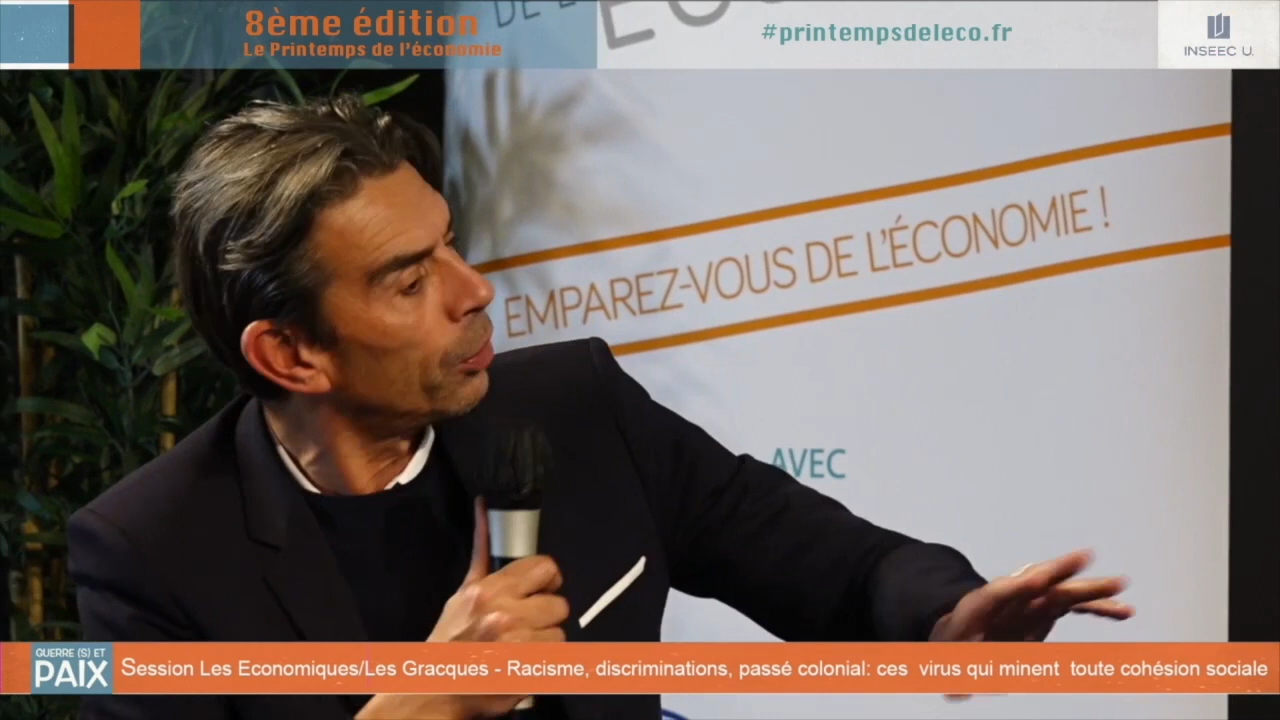 8ème édition
Le Printemps de l'économie
#printempsdeleco.fr
INSEEC U.
EMPAREZ-VOUS DE L'ÉCONOMIE !
AVEC
GUERRE (S) ET
PAIX
Session Les Economiques/Les Gracques - Racisme, discriminations, passé colonial: ces virus qui minent toute cohésion sociale